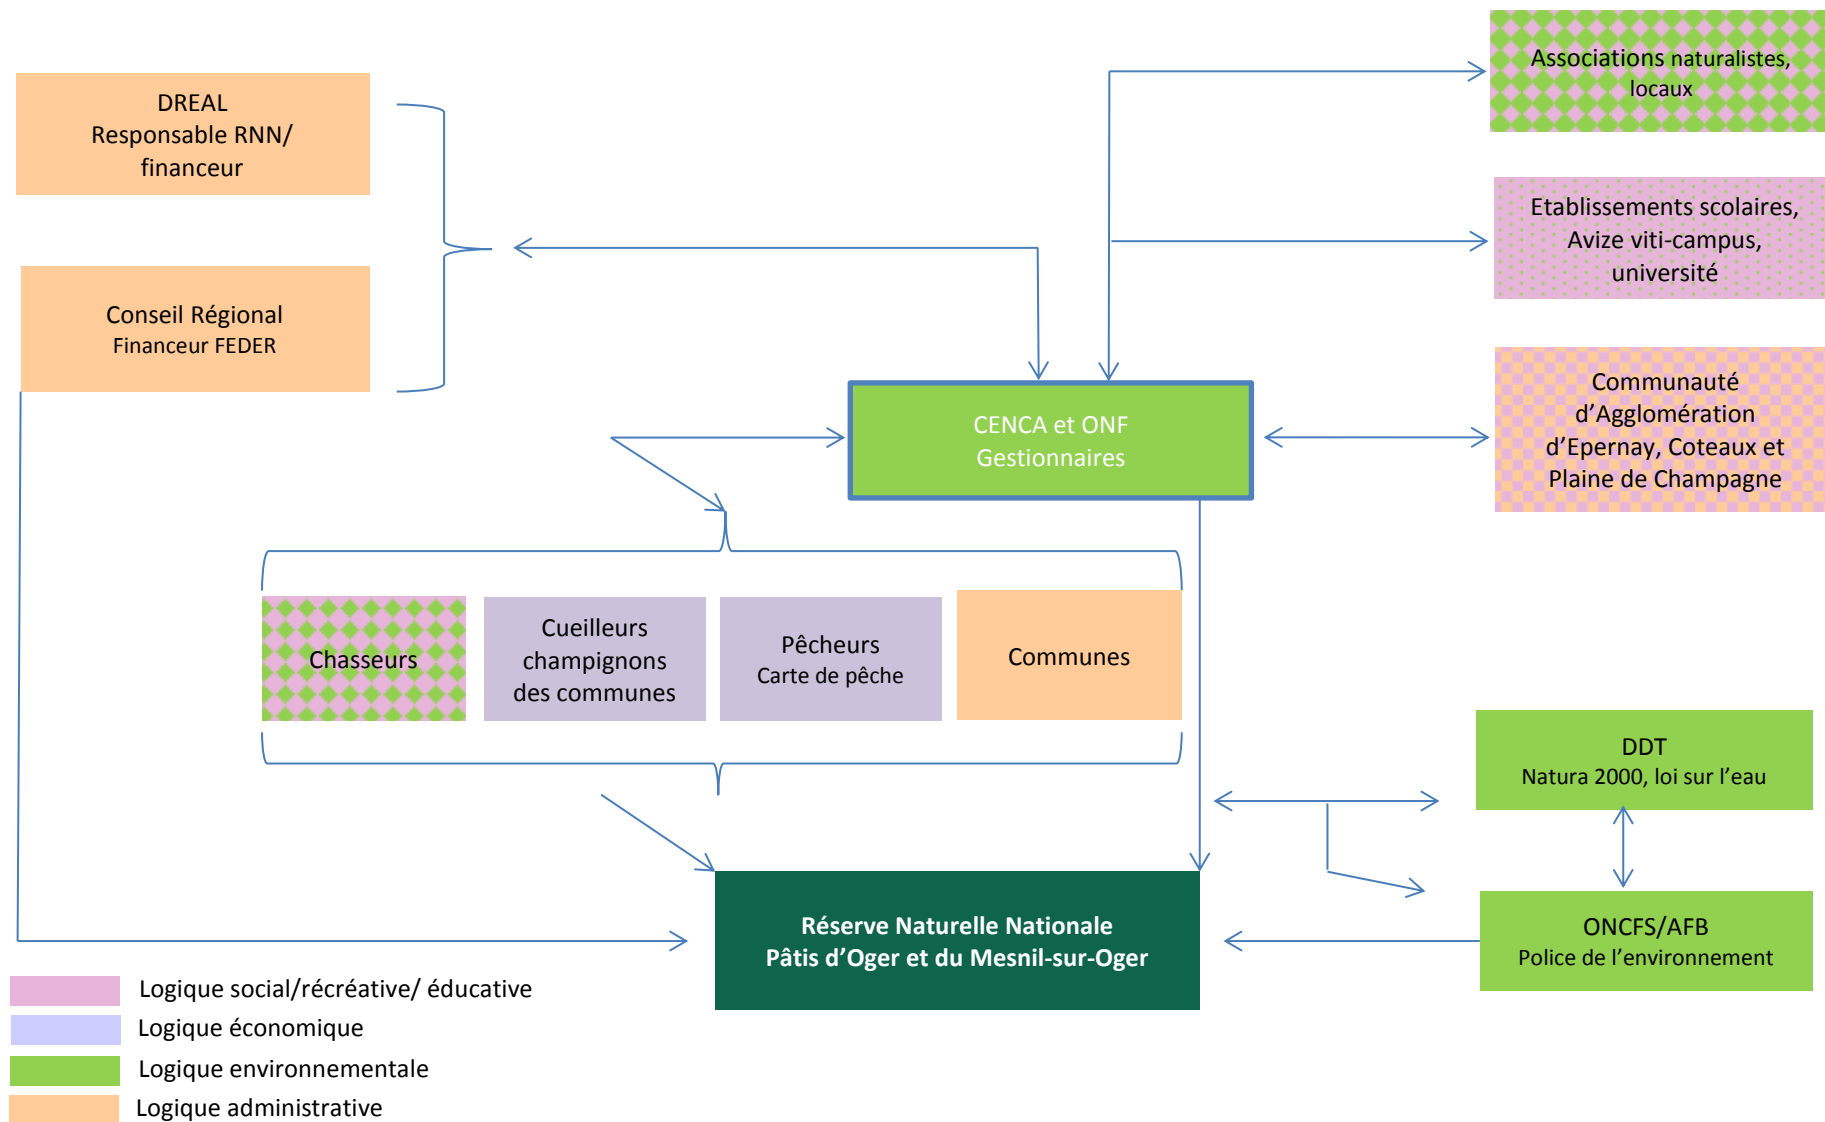 DREAL
Responsable RNN/
financeur
Conseil Régional
Financeur FEDER
Associations naturalistes,
locaux
Etablissements scolaires,
Avize viti-campus,
université
Communauté
d’Agglomération
d’Epernay, Coteaux et
Plaine de Champagne
CENCA et ONF
Gestionnaires
Chasseurs
Cueilleurs
champignons
des communes
Pêcheurs
Carte de pêche
Communes
DDT
Natura 2000, loi sur l’eau
ONCFS/AFB
Police de l’environnement
Réserve Naturelle Nationale
Pâtis d’Oger et du Mesnil-sur-Oger
Logique social/récréative/ éducative
Logique économique
Logique environnementale
Logique administrative